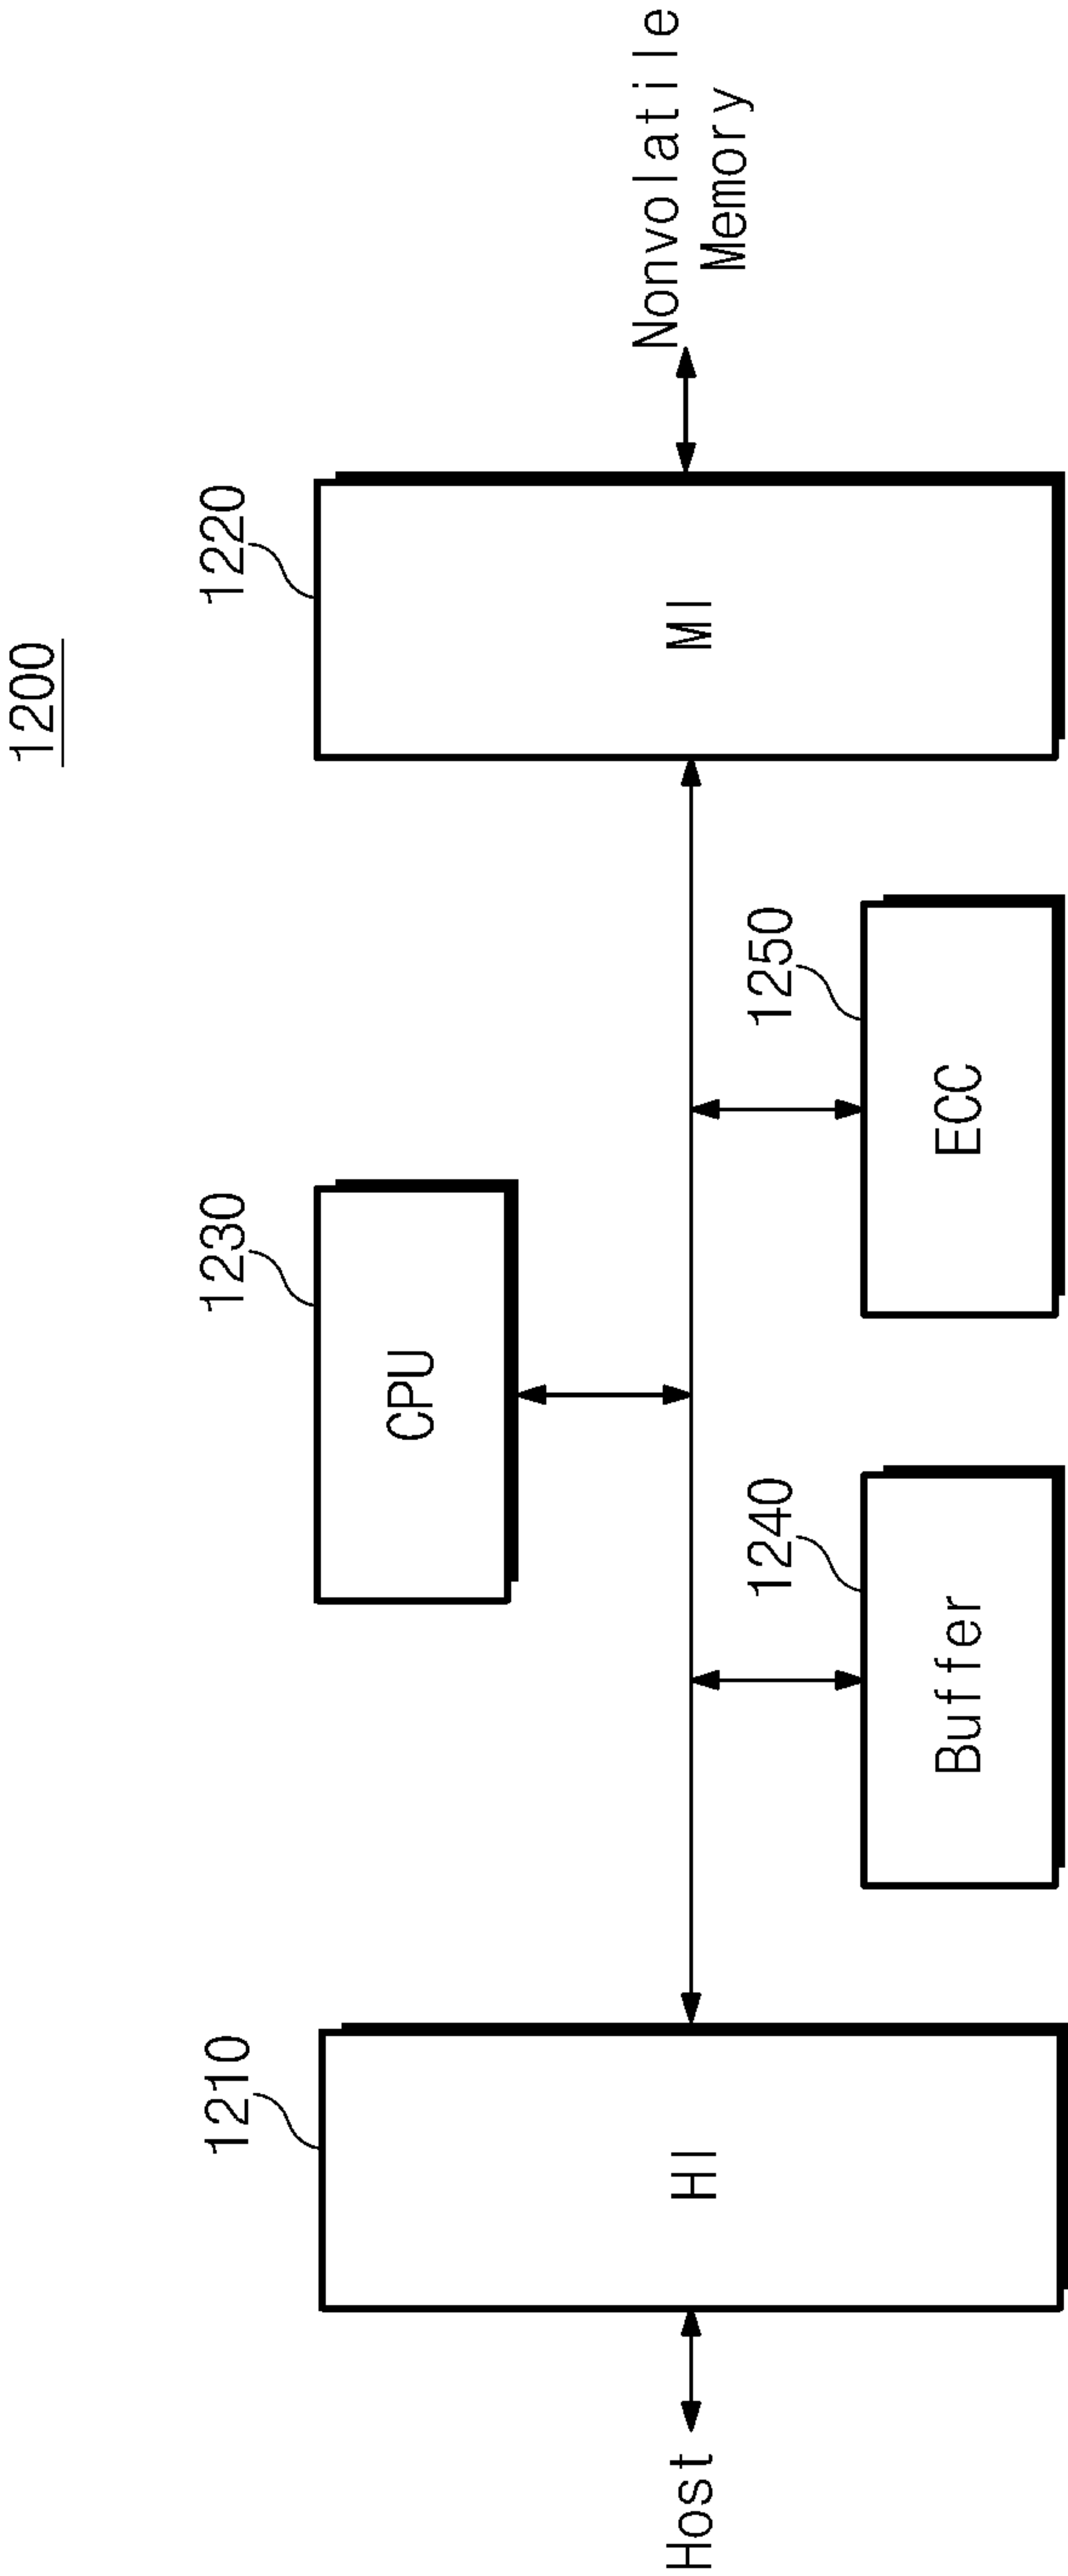 1200
1210
1230
1220
Host
HI
CPU
MI
Nonvolatile
Memory
1240
1250
Buffer
ECC